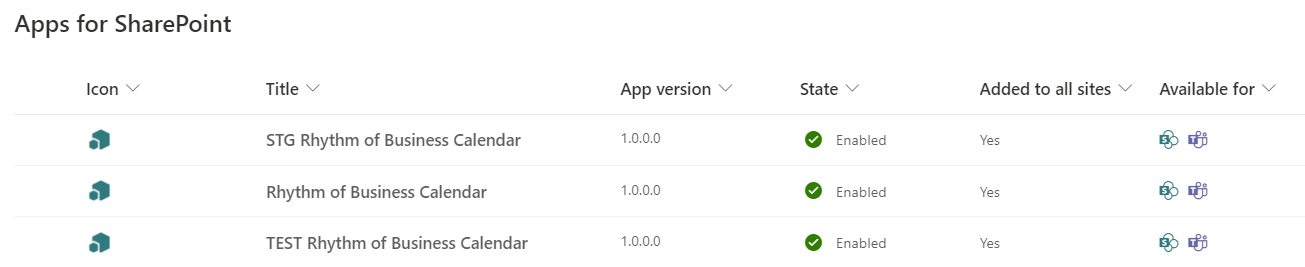 Apps for SharePoint
Icon Title App version State Added to all sites Available for
STG Rhythm of Business Calendar 1.0.0.0 Enabled Yes
Rhythm of Business Calendar 1.0.0.0 Enabled Yes
TEST Rhythm of Business Calendar 1.0.0.0 Enabled Yes